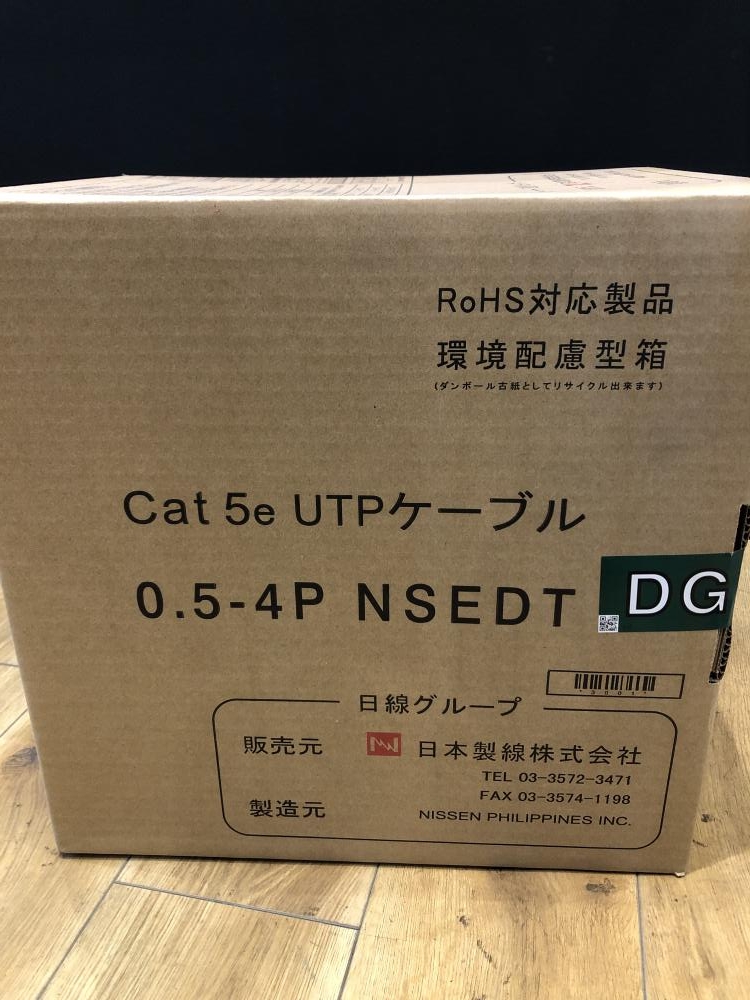 RoHS対応製品
環境配慮型箱
(ダンボール古紙としてリサイクル出来ます)
Cat 5e UTPケーブル
0.5-4P NSEDT
DG
日線グループ
販売元 日本製線株式会社
TEL 03-3572-3471
FAX 03-3574-1198
製造元 NISSEN PHILIPPINES INC.